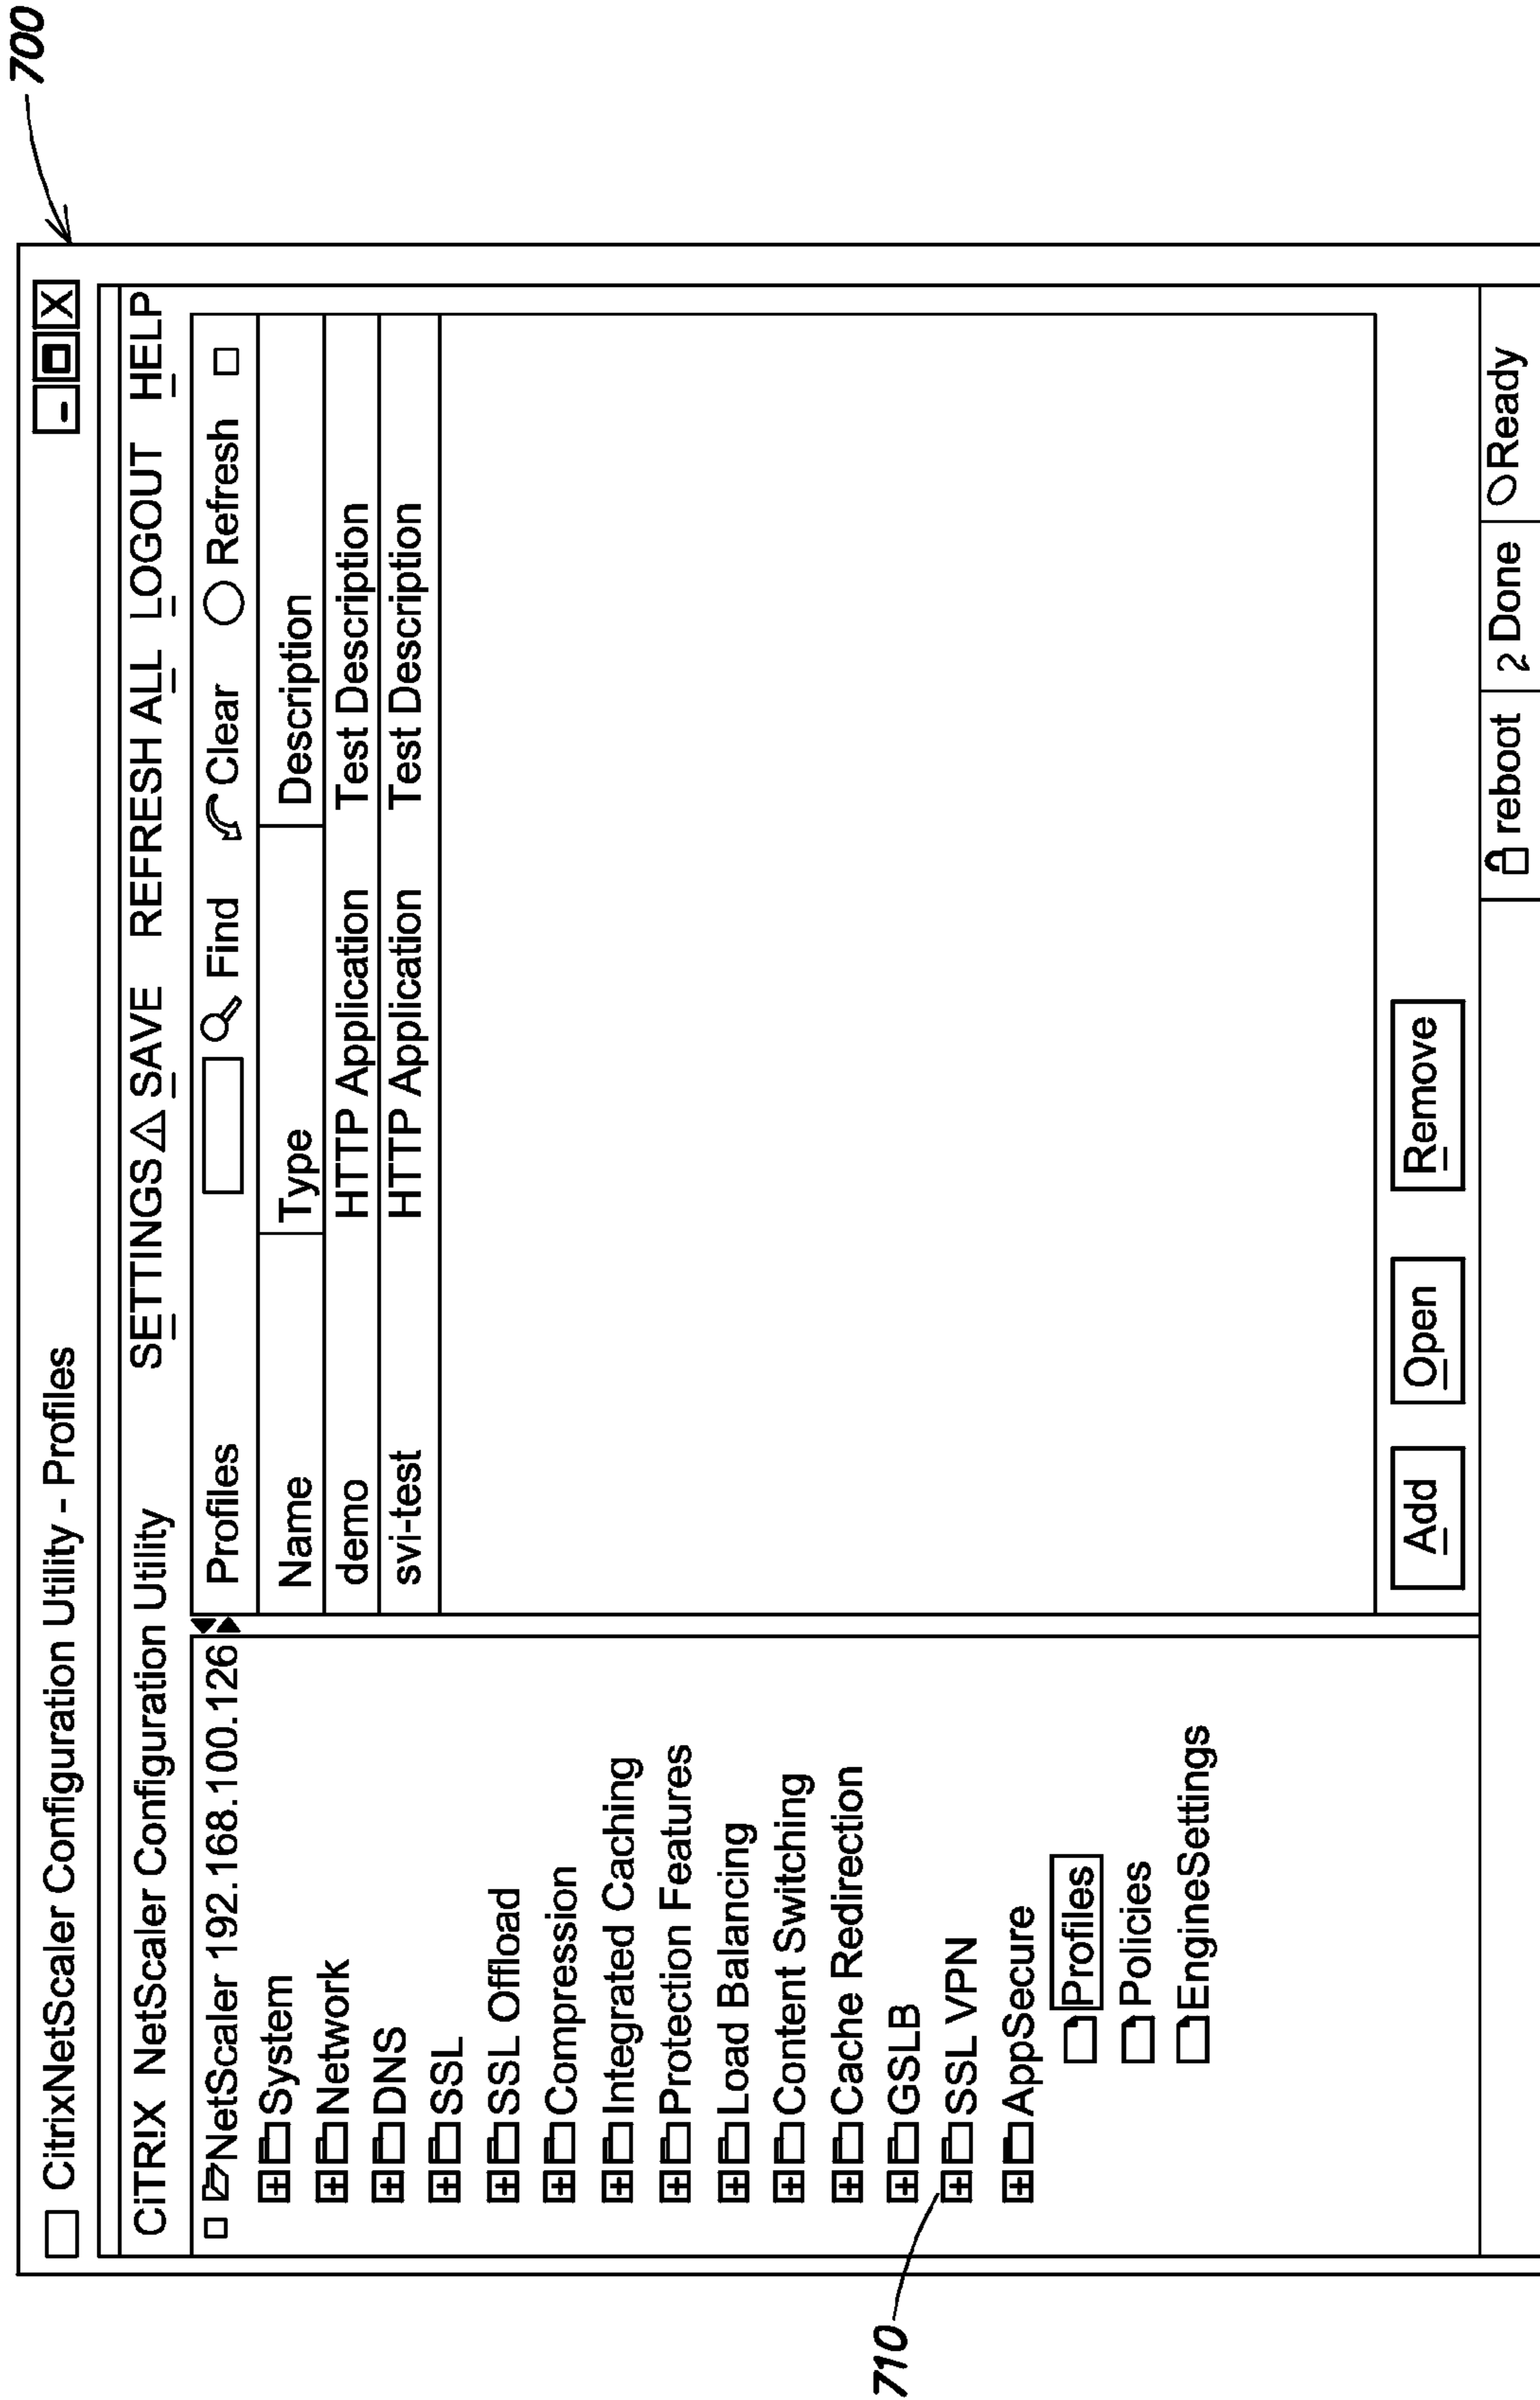 700
CitrixNetScaler Configuration Utility - Profiles
- X
CiTRIX NetScaler Configuration Utility SETTINGS SAVE REFRESH ALL LOGOUT HELP
NetScaler 192.168.100.126
System
Network
DNS
SSL
SSL Offload
Compression
Integrated Caching
Protection Features
Load Balancing
Content Switching
Cache Redirection
GSLB
SSL VPN
AppSecure
Profiles
Policies
EngineSettings
710
Profiles Find Clear Refresh
Name Type Description
demo HTTP Application Test Description
svi-test HTTP Application Test Description
Add Open Remove
reboot 2 Done Ready